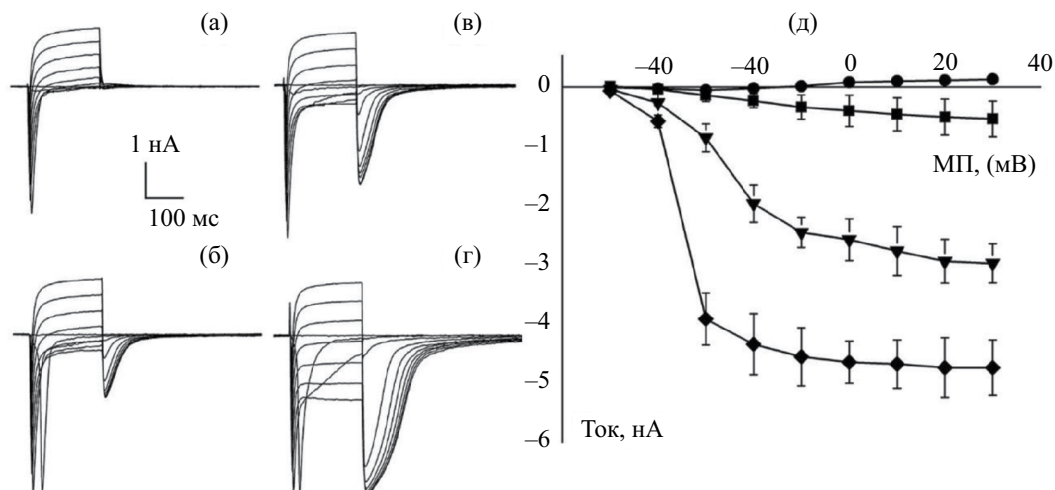 (а)
(в)
(д)
1 нА
100 мс
(б)
(г)
–40 –40 0 20 40
0
–1
–2
–3
–4
–5
–6
МП, (мВ)
Ток, нА